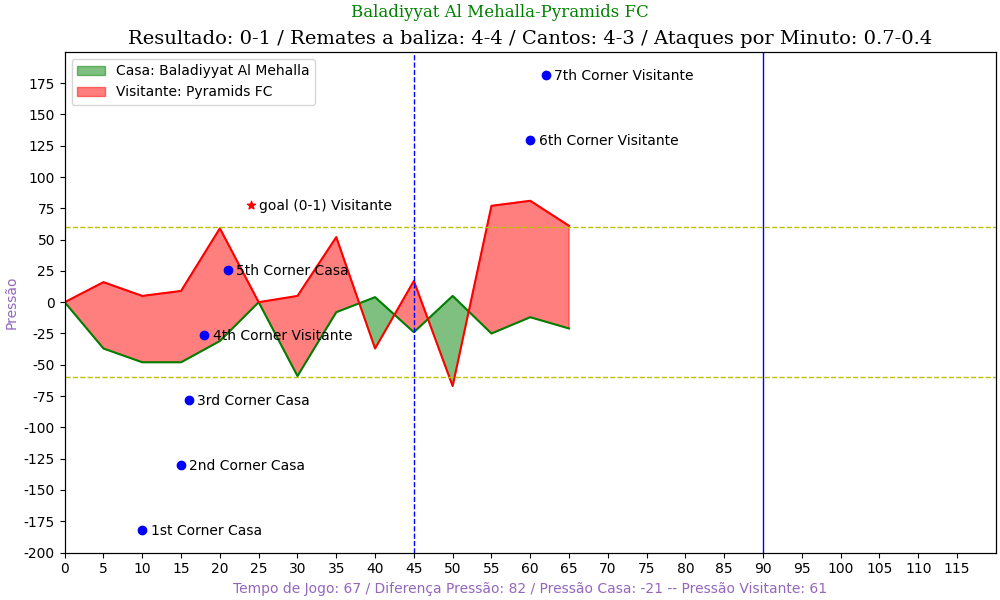 Baladiyyat Al Mehalla-Pyramids FC
Resultado: 0-1 / Remates a baliza: 4-4 / Cantos: 4-3 / Ataques por Minuto: 0.7-0.4
Casa: Baladiyyat Al Mehalla
Visitante: Pyramids FC
7th Corner Visitante
6th Corner Visitante
goal (0-1) Visitante
5th Corner Casa
4th Corner Visitante
3rd Corner Casa
2nd Corner Casa
1st Corner Casa
Pressão
175
150
125
100
75
50
25
0
-25
-50
-75
-100
-125
-150
-175
-200
0 5 10 15 20 25 30 35 40 45 50 55 60 65 70 75 80 85 90 95 100 105 110 115
Tempo de Jogo: 67 / Diferença Pressão: 82 / Pressão Casa: -21 -- Pressão Visitante: 61